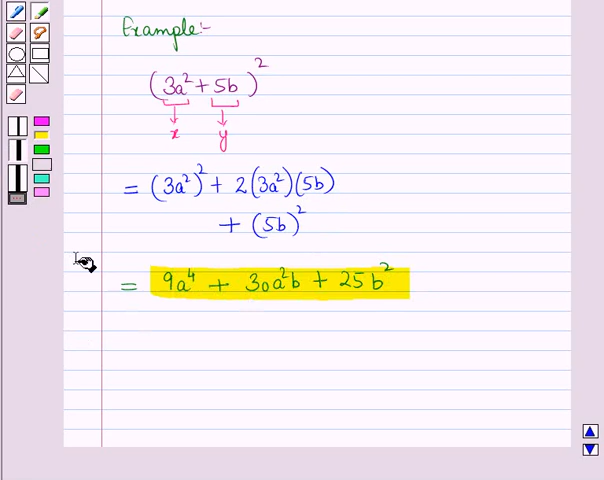 Example:-
(3a² + 5b)²
x y
= (3a²)² + 2(3a²)(5b)
+ (5b)²
= 9a⁴ + 30a²b + 25b²